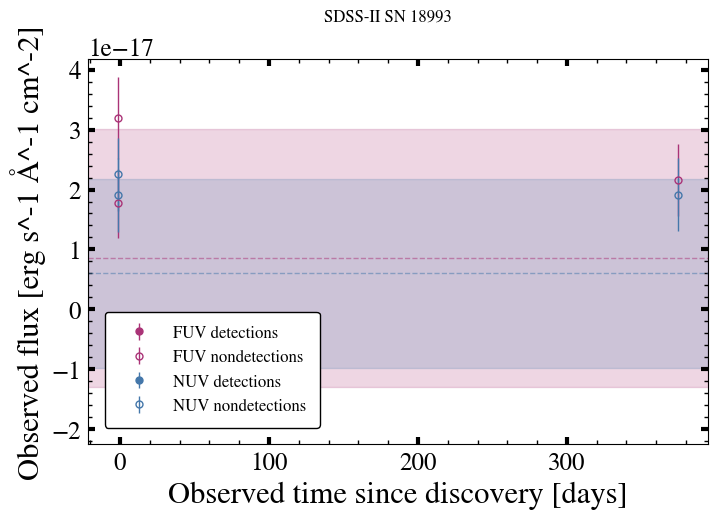 SDSS-II SN 18993
1e−17
Observed flux [erg s^-1 Å^-1 cm^-2]
4
3
2
1
0
−1
−2
FUV detections
FUV nondetections
NUV detections
NUV nondetections
0 100 200 300
Observed time since discovery [days]